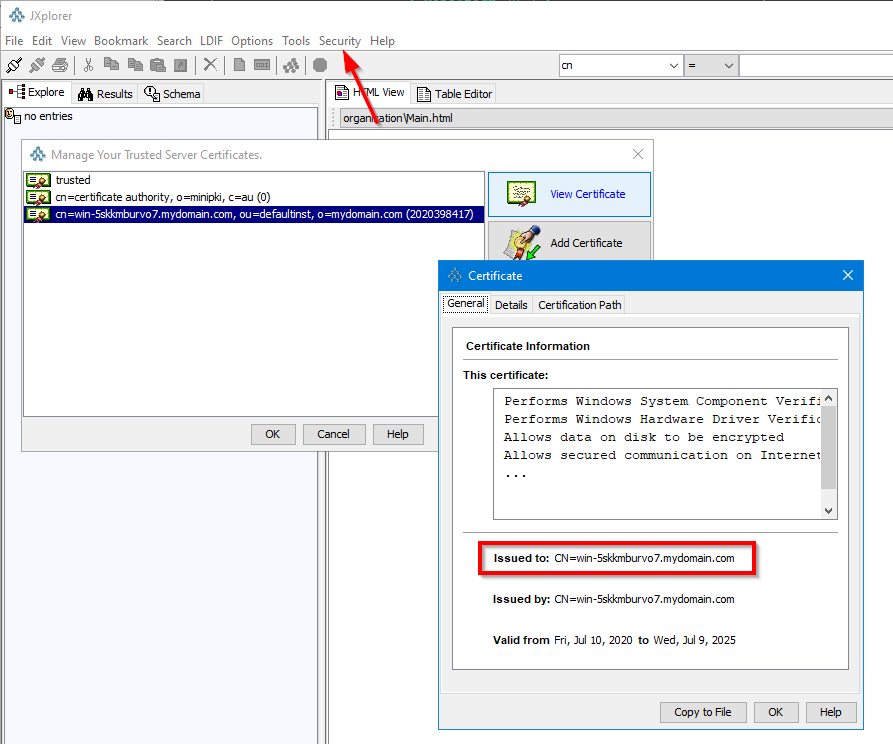 JXplorer
File Edit View Bookmark Search LDIF Options Tools Security Help
cn =
Explore Results Schema
HTML View Table Editor
no entries
organisation\Main.html
Manage Your Trusted Server Certificates.
trusted
cn=certificate authority, o=minipki, c=au (0)
cn=win-5skkmburvo7.mydomain.com, ou=defaultinst, o=mydomain.com (2020398417)
View Certificate
Add Certificate
OK Cancel Help
Certificate
General Details Certification Path
Certificate Information
This certificate:
Performs Windows System Component Verifi
Performs Windows Hardware Driver Verific
Allows data on disk to be encrypted
Allows secured communication on Internet
...
Issued to: CN=win-5skkmburvo7.mydomain.com
Issued by: CN=win-5skkmburvo7.mydomain.com
Valid from Fri, Jul 10, 2020 to Wed, Jul 9, 2025
Copy to File OK Help